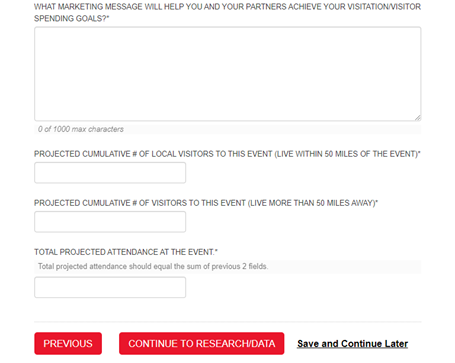 WHAT MARKETING MESSAGE WILL HELP YOU AND YOUR PARTNERS ACHIEVE YOUR VISITATION/VISITOR
SPENDING GOALS?*
0 of 1000 max characters
PROJECTED CUMULATIVE # OF LOCAL VISITORS TO THIS EVENT (LIVE WITHIN 50 MILES OF THE EVENT)*
PROJECTED CUMULATIVE # OF VISITORS TO THIS EVENT (LIVE MORE THAN 50 MILES AWAY)*
TOTAL PROJECTED ATTENDANCE AT THE EVENT.*
Total projected attendance should equal the sum of previous 2 fields.
PREVIOUS CONTINUE TO RESEARCH/DATA Save and Continue Later